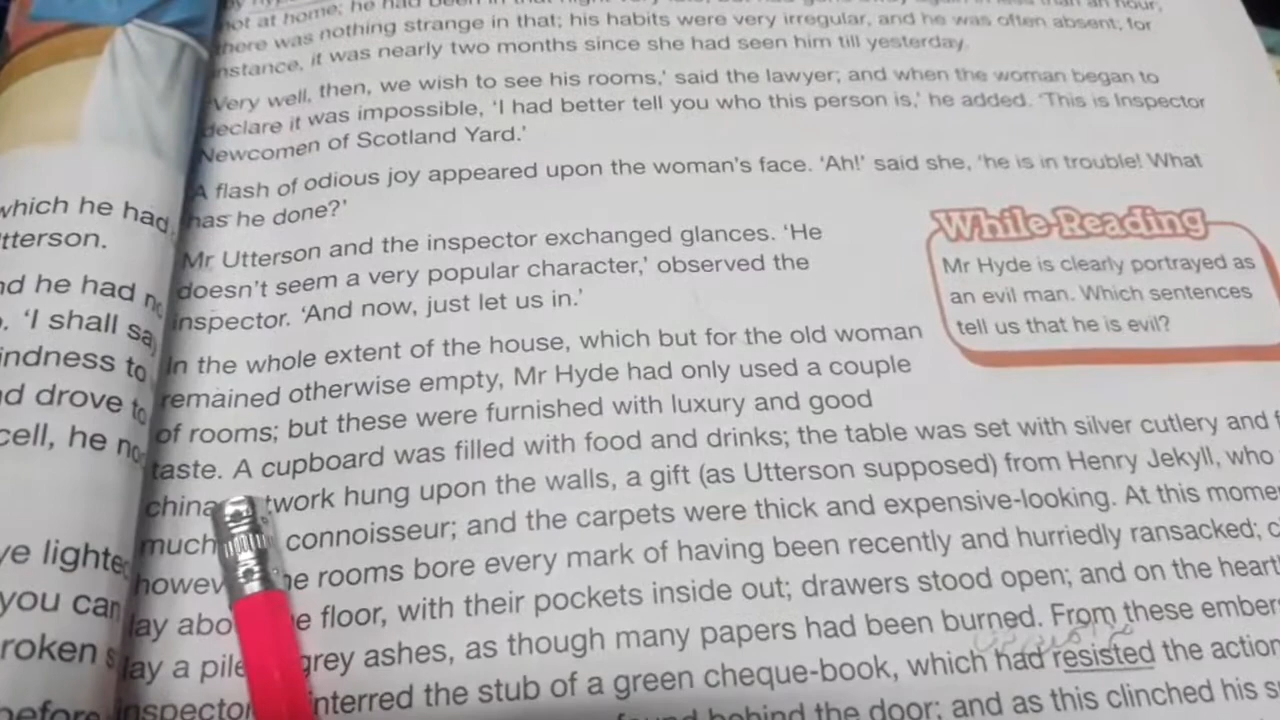 which he had
tterson.
nd he had
'I shall say
indness to
nd drove to
cell, he
ve lighted
you can
roken
before
not at home; he had been in that night very late, but had gone away again in less than an hour;
there was nothing strange in that; his habits were very irregular, and he was often absent; for
instance, it was nearly two months since she had seen him till yesterday.
'Very well, then, we wish to see his rooms,' said the lawyer; and when the woman began to
declare it was impossible, 'I had better tell you who this person is,' he added. 'This is Inspector
Newcomen of Scotland Yard.'
A flash of odious joy appeared upon the woman's face. 'Ah!' said she, 'he is in trouble! What
has he done?'
Mr Utterson and the inspector exchanged glances. 'He
doesn't seem a very popular character,' observed the
inspector. 'And now, just let us in.'
In the whole extent of the house, which but for the old woman
remained otherwise empty, Mr Hyde had only used a couple
of rooms; but these were furnished with luxury and good
taste. A cupboard was filled with food and drinks; the table was set with silver cutlery and
china twork hung upon the walls, a gift (as Utterson supposed) from Henry Jekyll, who
much connoisseur; and the carpets were thick and expensive-looking. At this momen
howev he rooms bore every mark of having been recently and hurriedly ransacked;
lay abo e floor, with their pockets inside out; drawers stood open; and on the heart
lay a pile grey ashes, as though many papers had been burned. From these ember
inspector interred the stub of a green cheque-book, which had resisted the action
found behind the door; and as this clinched his
While Reading
Mr Hyde is clearly portrayed as
an evil man. Which sentences
tell us that he is evil?